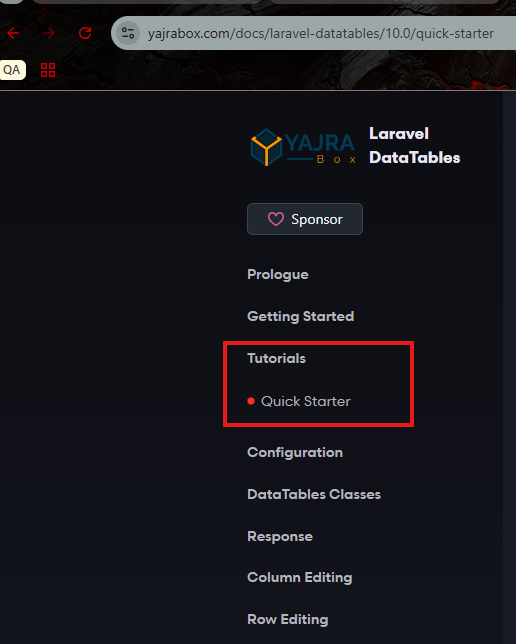 yajrabox.com/docs/laravel-datatables/10.0/quick-starter
QA
YAJRA
Box
Laravel
DataTables
Sponsor
Prologue
Getting Started
Tutorials
Quick Starter
Configuration
DataTables Classes
Response
Column Editing
Row Editing